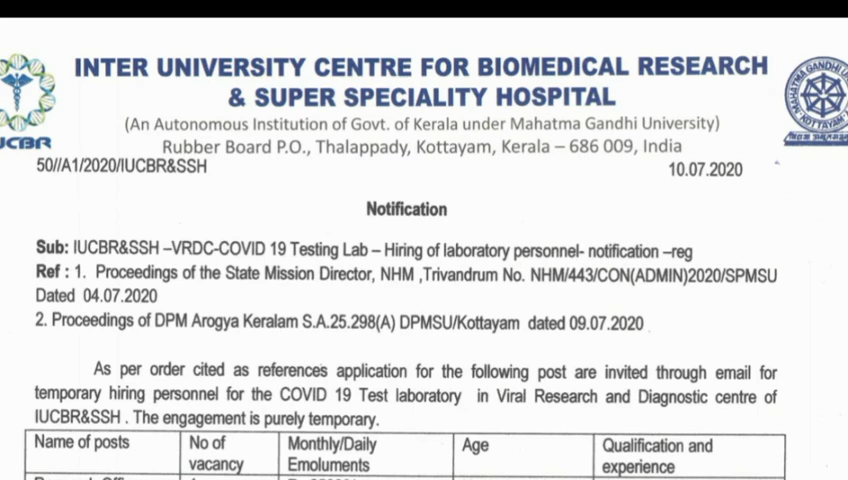 INTER UNIVERSITY CENTRE FOR BIOMEDICAL RESEARCH
& SUPER SPECIALITY HOSPITAL
(An Autonomous Institution of Govt. of Kerala under Mahatma Gandhi University)
Rubber Board P.O., Thalappady, Kottayam, Kerala – 686 009, India
UCBR
MAHATMA GANDHI
KOTTAYAM
50//A1/2020/IUCBR&SSH 10.07.2020
Notification
Sub: IUCBR&SSH –VRDC-COVID 19 Testing Lab – Hiring of laboratory personnel- notification –reg
Ref : 1. Proceedings of the State Mission Director, NHM ,Trivandrum No. NHM/443/CON(ADMIN)2020/SPMSU
Dated 04.07.2020
2. Proceedings of DPM Arogya Keralam S.A.25.298(A) DPMSU/Kottayam dated 09.07.2020
As per order cited as references application for the following post are invited through email for
temporary hiring personnel for the COVID 19 Test laboratory in Viral Research and Diagnostic centre of
IUCBR&SSH . The engagement is purely temporary.
Name of posts No of vacancy Monthly/Daily Emoluments Age Qualification and experience